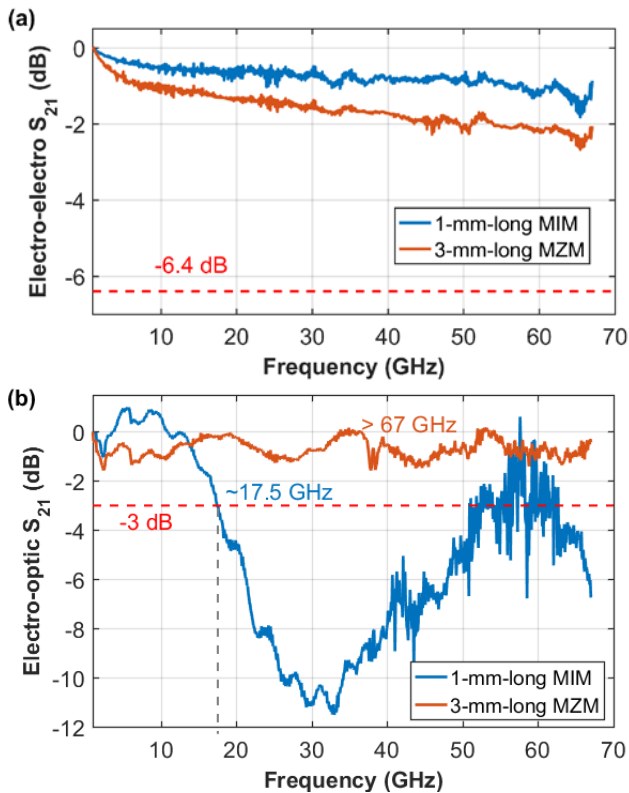 (a)
Electro-electro S21 (dB)
0
-2
-4
-6
-6.4 dB
1-mm-long MIM
3-mm-long MZM
10 20 30 40 50 60 70
Frequency (GHz)
(b)
Electro-optic S21 (dB)
0
-2
-4
-6
-8
-10
-12
> 67 GHz
~17.5 GHz
-3 dB
1-mm-long MIM
3-mm-long MZM
10 20 30 40 50 60 70
Frequency (GHz)